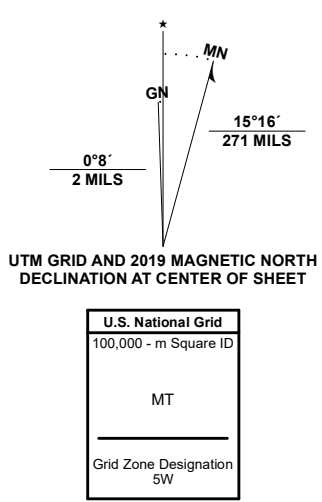 ★
MN
GN
15°16´
271 MILS
0°8´
2 MILS
UTM GRID AND 2019 MAGNETIC NORTH
DECLINATION AT CENTER OF SHEET
U.S. National Grid
100,000 - m Square ID
MT
Grid Zone Designation
5W